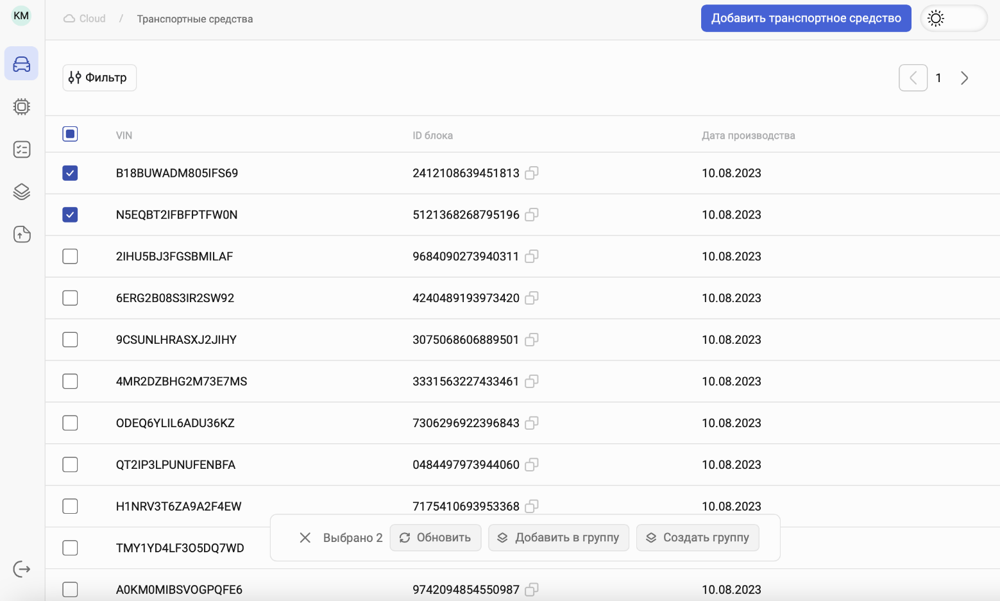 KM
Cloud / Транспортные средства
Добавить транспортное средство
Фильтр
1
VIN ID блока Дата производства
B18BUWADM805IFS69 2412108639451813 10.08.2023
N5EQBT2IFBFPTFW0N 5121368268795196 10.08.2023
2IHU5BJ3FGSBMILAF 9684090273940311 10.08.2023
6ERG2B08S3IR2SW92 4240489193973420 10.08.2023
9CSUNLHRASXJ2JIHY 3075068606889501 10.08.2023
4MR2DZBHG2M73E7MS 3331563227433461 10.08.2023
ODEQ6YLIL6ADU36KZ 7306296922396843 10.08.2023
QT2IP3LPUNUFENBFA 0484497973944060 10.08.2023
H1NRV3T6ZA9A2F4EW 7175410693953368 10.08.2023
Выбрано 2 Обновить Добавить в группу Создать группу
TMY1YD4LF3O5DQ7WD
A0KM0MIBSVOGPQFE6 9742094854550987 10.08.2023